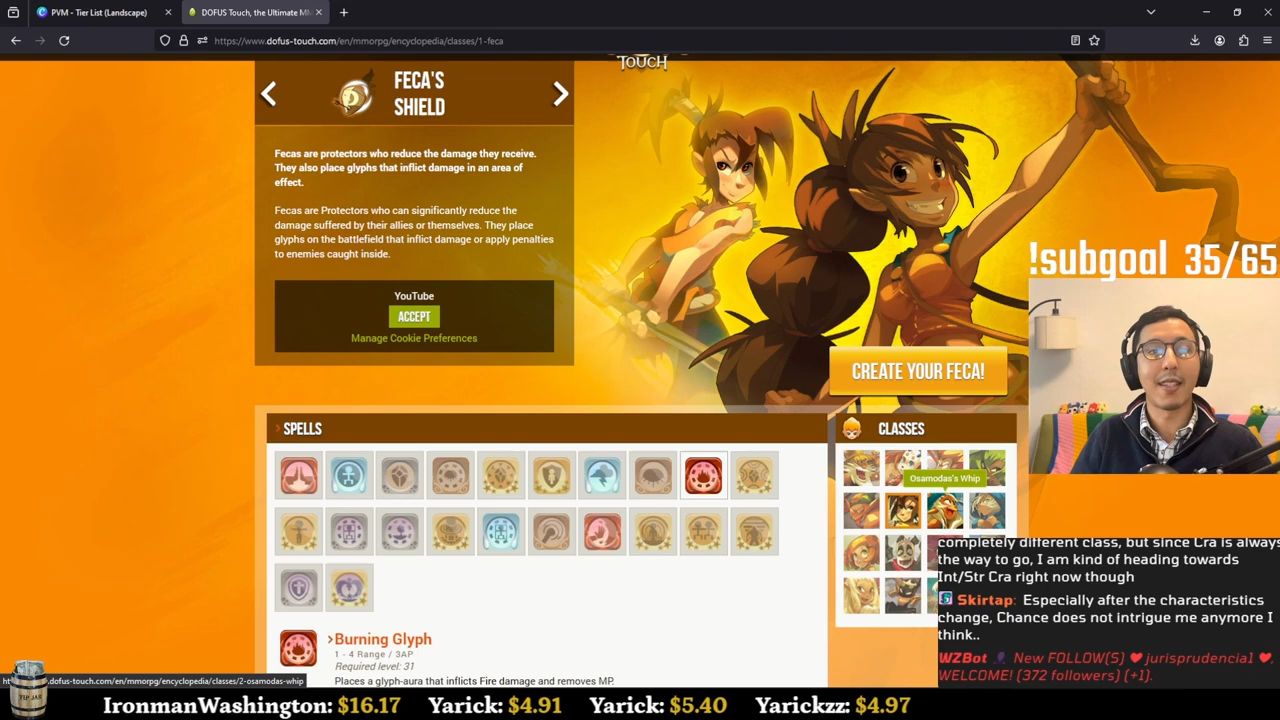 PVM - Tier List (Landscape)
DOFUS Touch, the Ultimate M
https://www.dofus-touch.com/en/mmorpg/encyclopedia/classes/1-feca
TOUCH
FECA'S
SHIELD
Fecas are protectors who reduce the damage they receive.
They also place glyphs that inflict damage in an area of
effect.
Fecas are Protectors who can significantly reduce the
damage suffered by their allies or themselves. They place
glyphs on the battlefield that inflict damage or apply penalties
to enemies caught inside.
YouTube
ACCEPT
Manage Cookie Preferences
!subgoal 35/65
CREATE YOUR FECA!
SPELLS
CLASSES
Osamodas's Whip
completely different class, but since Cra is always
the way to go, I am kind of heading towards
Int/Str Cra right now though
Skirtap: Especially after the characteristics
change, Chance does not intrigue me anymore I
think..
WZBot New FOLLOW(S) jurisprudencial
WELCOME! (372 followers) (+1).
Burning Glyph
1 - 4 Range / 3AP
Required level: 31
Places a glyph-aura that inflicts Fire damage and removes MP.
.dofus-touch.com/en/mmorpg/encyclopedia/classes/2-osamodas-whip
TIP JAR
IronmanWashington: $16.17 Yarick: $4.91 Yarick: $5.40 Yarickzz: $4.97